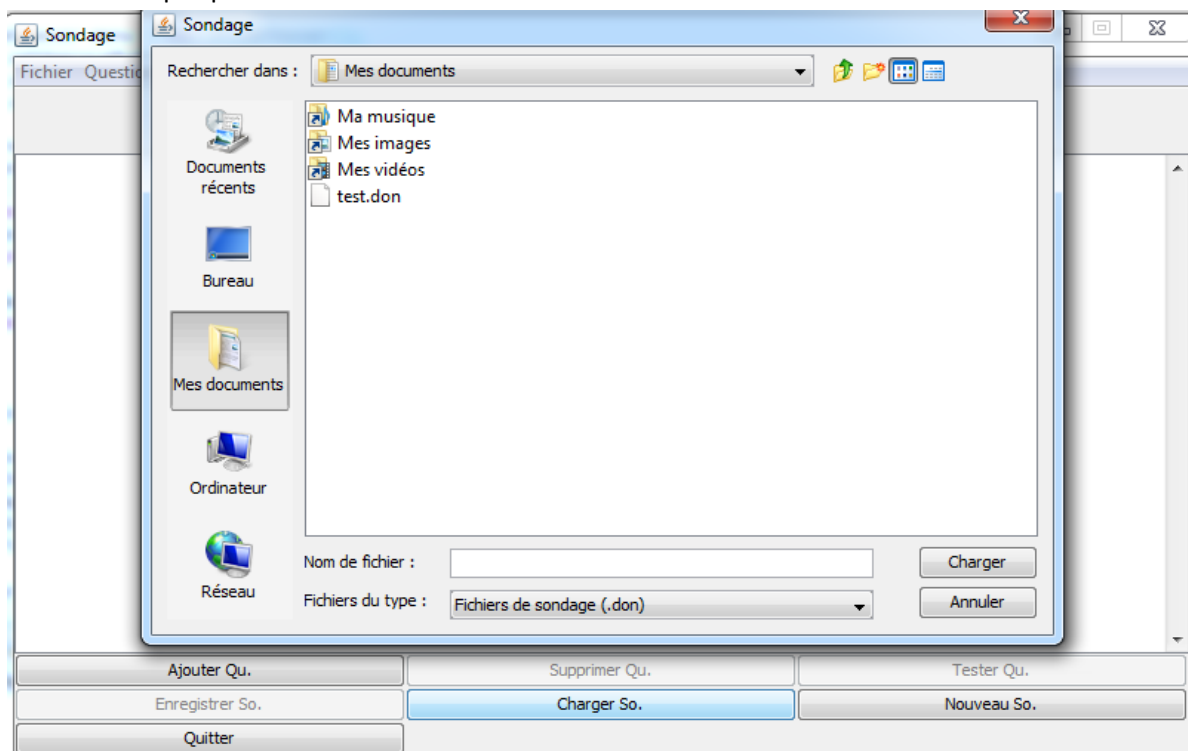 Sondage
Sondage
Fichier Questio
Rechercher dans :
Mes documents
Ma musique
Mes images
Mes vidéos
test.don
Documents
récents
Bureau
Mes documents
Ordinateur
Réseau
Nom de fichier :
Charger
Fichiers du type :
Fichiers de sondage (.don)
Annuler
Ajouter Qu.
Supprimer Qu.
Tester Qu.
Enregistrer So.
Charger So.
Nouveau So.
Quitter